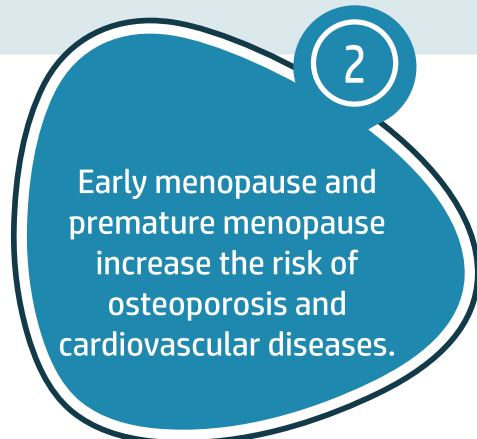 2
Early menopause and
premature menopause
increase the risk of
osteoporosis and
cardiovascular diseases.